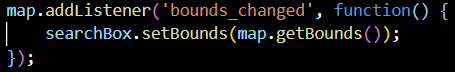 map.addListener('bounds_changed', function() {
    searchBox.setBounds(map.getBounds());
});